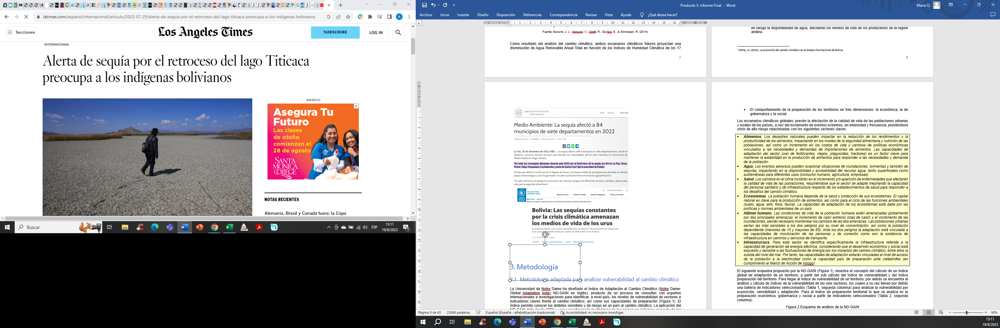 latimes.com/espanol/internacional/articulo/2023-07-29/alerta-de-sequia-por-el-retroceso-del-lago-titicaca-preocupa-a-los-indigenas-bolivianos
Secciones
Los Angeles Times
SUBSCRIBE
LOG IN
INTERNACIONAL
Alerta de sequía por el retroceso del lago Titicaca
preocupa a los indígenas bolivianos
ANUNCIO
Asegura Tu
Futuro
Las clases
de otoño
comienzan el
28 de agosto
SANTA
MONICA
COLLEGE
NOTAS RECIENTES
Alemania, Brasil y Canadá fuera; la Copa
Buscar
ESP
15:11
19/8/2023
Producto 3. Informe Final - Word
Maria Q.
Archivo Inicio Insertar Diseño Disposición Referencias Correspondencia Revisar Vista Ayuda ¿Qué desea hacer?
Fuente: Escurra, J. J., Vazquez, V., Cestti, R., De Nys, E., & Srinivasan, R. (2014).
Como resultado del análisis del cambio climático, ambos escenarios climáticos futuros proyectan una
disminución de Agua Renovable Anual Total en función de los Índices de Humedad Climática de los 17
7
abi agencia boliviana de
información
Inicio Noticias Reportaje
Medio Ambiente: La sequía afectó a 84
municipios de siete departamentos en 2022
Redacción Central Sociedad 28 Diciembre 2022
La Paz, 28 de diciembre de 2022 (ABI). – La sequía afectó a 84 municipios en siete departamentos, donde el
Gobierno nacional moviliza recursos para atender sus necesidades, afirmó este miércoles el viceministro de
Medio Ambiente, Magín Herrera.
"En total, los municipios afectados durante este 2022 por el fenómeno de la sequía son 84 en La Paz, Oruro,
Potosí, Tarija, Chuquisaca, Cochabamba y parte de Santa Cruz", dijo la autoridad de Estado.
Señaló que debido a la demora de la llegada de lluvias y los bajos niveles de precipitaciones pluviales se declaró
sequía meteorológica y esto ha generado una alerta particularmente en el sector agroproductivo.
"En este momento se trabaja en la provisión de cisternas, tanques de diferentes tamaños, semillas y abono para
velar por la seguridad alimentaria".
SALVAR VIDAS
CAMBIAR VIDAS
Quiénes somos Nuestro trabajo Dónde trabajamos Únete y participa
Portada Historias
Bolivia: Las sequías constantes por la crisis climática amenazan los medios de vida de los urus
Bolivia: Las sequías constantes
por la crisis climática amenazan
los medios de vida de los urus
En el Día Mundial de Lucha contra la Desertificación y la Sequía (17 de junio) damos un vistazo a los
urus, cuyas comunidades luchan por superar los efectos de la crisis climática
17 junio 2022
3. Metodología
3.1 Metodología adaptada para analizar vulnerabilidad al cambio climático
La Universidad de Notre Dame ha diseñado el Índice de Adaptación al Cambio Climático (Notre Dame-
Global Adaptation Index ND-GAIN en inglés), producto de un proceso de consultas con expertos
internacionales e investigaciones para identificar, a nivel país, los niveles de vulnerabilidad de sectores e
indicadores claves frente al cambio climático, así como sus capacidades de preparación (Figura 1). El
índice permite conocer los ámbitos sensibles y de riesgo en un país al cambio climático. La aplicación del
en riesgo la disponibilidad de agua, afectando los medios de vida de los productores de la región
andina.
7 CEPAL, N. (2014). La economía del cambio climático en el Estado Plurinacional de Bolivia.
8
• El comportamiento de la preparación de los territorios en tres dimensiones: la económica, la de
gobernanza y la social.
Los escenarios climáticos globales, prevén la afectación de la calidad de vida de las poblaciones urbanas
y rurales de los países, a raíz del incremento de eventos extremos, en intensidad y frecuencia, previéndose
crisis de alto riesgo relacionadas con los siguientes sectores claves:
• Alimentos. Los desastres naturales pueden impactar en la reducción de los rendimientos y la
productividad de los alimentos, impactando en los niveles de la seguridad alimentaria y nutrición de las
poblaciones, así como un incremento en los costos de vida y cambios de políticas económicas
vinculados a las necesidades y demandas de importaciones de alimentos. Las capacidades de
adaptación del sector (uso de fertilizantes, riegos, plaguicidas, tractores) es un factor clave para
mantener la estabilidad en la producción de alimentos para responder a las necesidades y demanda
de la población.
• Agua. Los eventos adversos pueden ocasionar situaciones de inundaciones, tormentas y también de
sequías, impactando en la disponibilidad y accesibilidad del recurso agua, tanto superficiales como
subterráneas para diferentes usos (consumo humano, agricultura, empresas).
• Salud. Los cambios en el clima incidirán en el incremento y/o aparición de enfermedades que afectarán
la calidad de vida de las poblaciones, requiriéndose que el sector se adapte mejorando la capacidad
del personal sanitario y de infraestructura respecto de los establecimientos de salud para responder a
los desafíos del cambio climático.
• Ecosistemas. La población humana depende de la salud y protección de sus ecosistemas. El capital
natural es clave para la producción de alimentos, así como para el ciclo de las funciones ambientales
(suelo, agua, aire, flora, fauna). La capacidad de adaptación de los ecosistemas está dada por las
políticas y normas ambientales de un país.
• Hábitat humano. Las condiciones de vida de la población humana están amenazadas globalmente
por dos principales amenazas: el incremento de calor extremo (olas de calor) y el incremento de las
inundaciones, siendo necesario monitorear los cambios de las dos amenazas. Las poblaciones urbanas
serían las más sensibles a los dos peligros por su nivel de concentración, así como la población
dependiente (menores de 15 y mayores de 65). Ante los dos peligros la adaptación está vinculada a
las capacidades de movilización de las personas y de conexión como son la existencia de
infraestructura en caminos y servicios de transporte.
• Infraestructura. Para este sector se identifica específicamente la infraestructura referida a la
capacidad de generación de energía eléctrica, considerando que el desarrollo económico y social está
expuesto y sensible a las fluctuaciones de energía por los impactos del cambio climático, entre ellos la
subida del nivel del mar. Por tanto, las capacidades de adaptación estarán vinculadas al nivel de acceso
de la población a la electricidad como la capacidad país de preparación ante catástrofes (en
cumplimiento al Marco de Acción de Hyogo).
El siguiente esquema propuesto por la ND-GAIN (Figura 1), muestra el concepto del cálculo de un índice
global de adaptación de un territorio, a partir del sub cálculo del índice de vulnerabilidad y del índice
preparación del territorio. Para llegar al índice de vulnerabilidad de un territorio, por detrás se encuentra el
análisis y cálculo de índices de la vulnerabilidad de los seis sectores, los cuales a su vez tienen por detrás
una batería de indicadores seleccionados (Tabla 1, segunda columna) para analizar la vulnerabilidad por
exposición, sensibilidad y adaptación. Para el índice de preparación territorial lo que se analiza es la
preparación económica, gobernanza y social a partir de indicadores seleccionados (Tabla 2, segunda
columna).
Figura 2.Esquema de análisis de la ND-GAIN
Página 9 de 65 23069 palabras Español (España - alfabetización tradicional) Accesibilidad: es necesario investigar
90%
15:11
19/8/2023